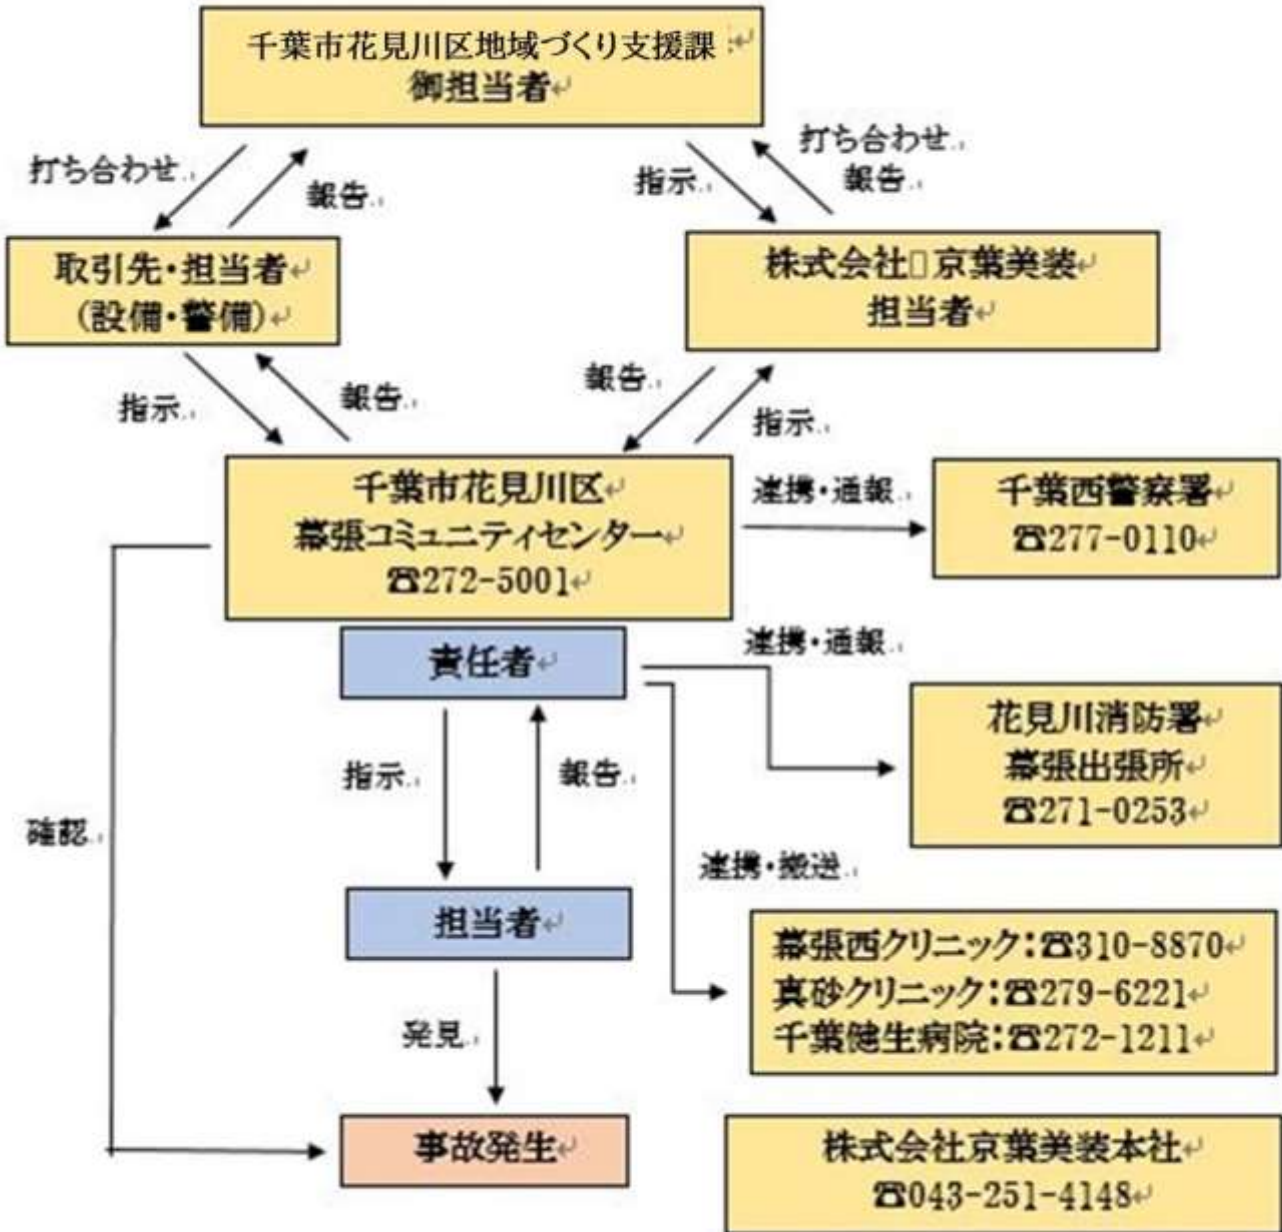 千葉市花見川区地域づくり支援課
御担当者
打ち合わせ
報告
指示
打ち合わせ
報告
取引先・担当者
(設備・警備)
株式会社 京葉美装
担当者
指示
報告
報告
指示
千葉市花見川区
幕張コミュニティセンター
☎272-5001
連携・通報
千葉西警察署
☎277-0110
責任者
連携・通報
花見川消防署
幕張出張所
☎271-0253
指示
報告
確認
連携・搬送
担当者
幕張西クリニック:☎310-8870
真砂クリニック:☎279-6221
千葉健生病院:☎272-1211
発見
事故発生
株式会社京葉美装本社
☎043-251-4148